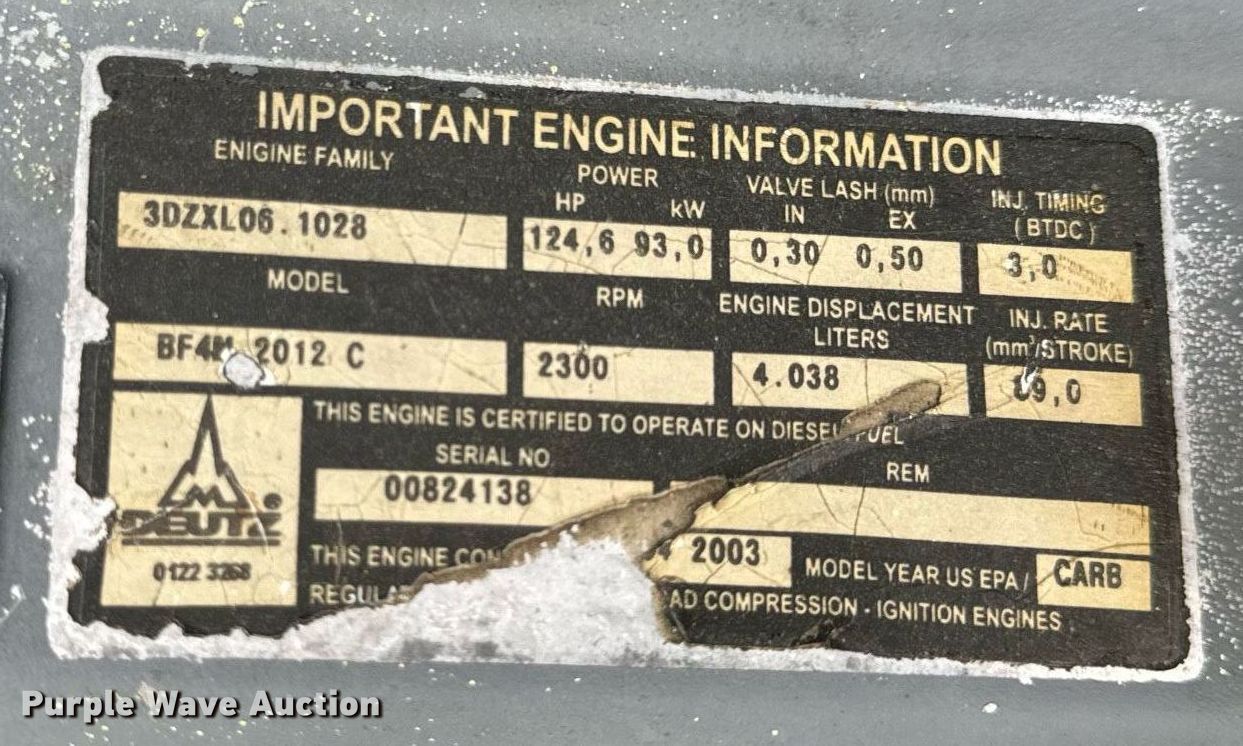 IMPORTANT ENGINE INFORMATION
ENIGINE FAMILY
POWER
HP kW
VALVE LASH (mm)
IN EX
INJ. TIMING
(BTDC)
3DZXL06.1028
124,6 93,0
0,30 0,50
3,0
MODEL
RPM
ENGINE DISPLACEMENT
LITERS
INJ. RATE
(mm³/STROKE)
BF4M 2012 C
2300
4.038
THIS ENGINE IS CERTIFIED TO OPERATE ON DIESEL FUEL
SERIAL NO
REM
00824138
DEUTZ
0122 3268
THIS ENGINE
2003 MODEL YEAR US EPA / CARB
COMPRESSION - IGNITION ENGINES
Purple Wave Auction